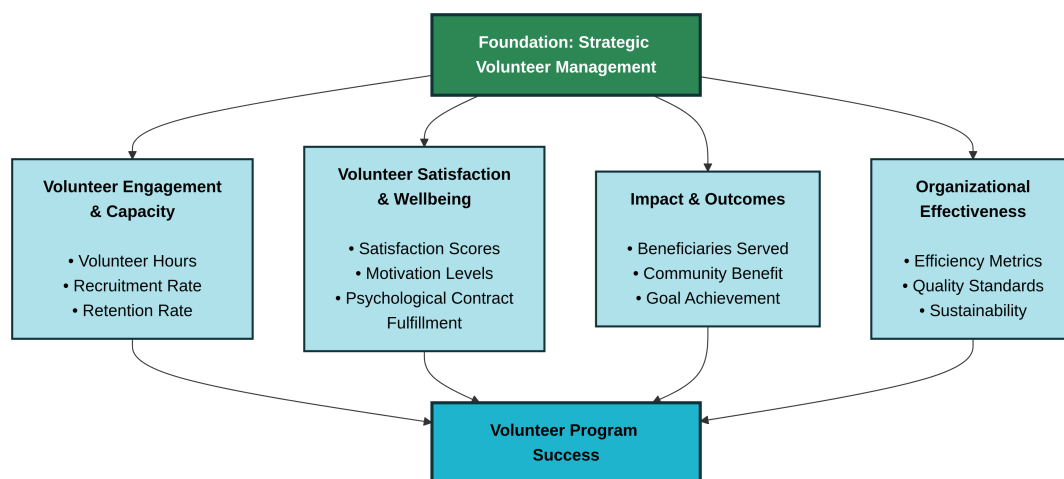 Foundation: Strategic
Volunteer Management
Volunteer Engagement
& Capacity
• Volunteer Hours
• Recruitment Rate
• Retention Rate
Volunteer Satisfaction
& Wellbeing
• Satisfaction Scores
• Motivation Levels
• Psychological Contract
Fulfillment
Impact & Outcomes
• Beneficiaries Served
• Community Benefit
• Goal Achievement
Organizational
Effectiveness
• Efficiency Metrics
• Quality Standards
• Sustainability
Volunteer Program
Success